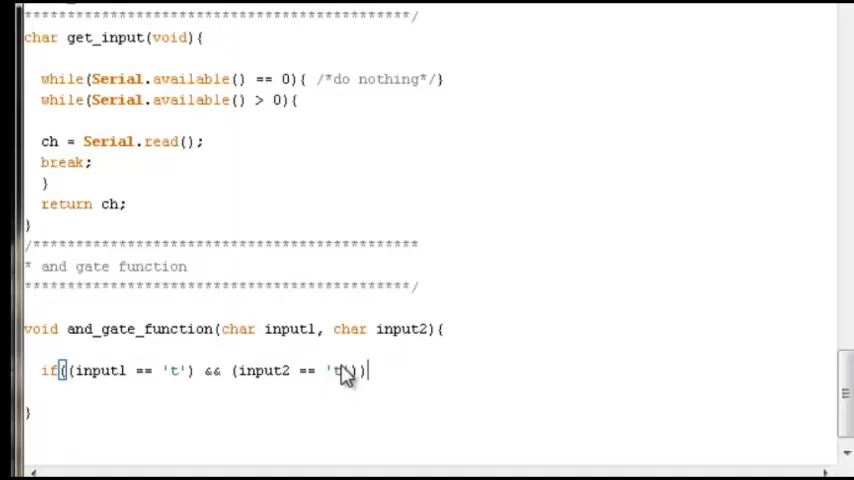 ********************************************/
char get_input(void){
while(Serial.available() == 0){ /*do nothing*/}
while(Serial.available() > 0){
ch = Serial.read();
break;
}
return ch;
}
/********************************************
* and gate function
********************************************/
void and_gate_function(char input1, char input2){
if((input1 == 't') && (input2 == 't'))
}